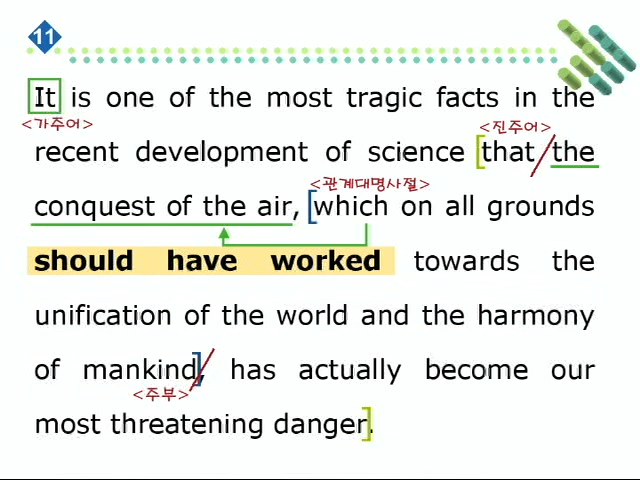 11
It is one of the most tragic facts in the
<가주어> <진주어>
recent development of science [that/the
<관계대명사절>
conquest of the air, [which on all grounds
should have worked towards the
unification of the world and the harmony
of mankind],/ has actually become our
<주부>
most threatening danger].